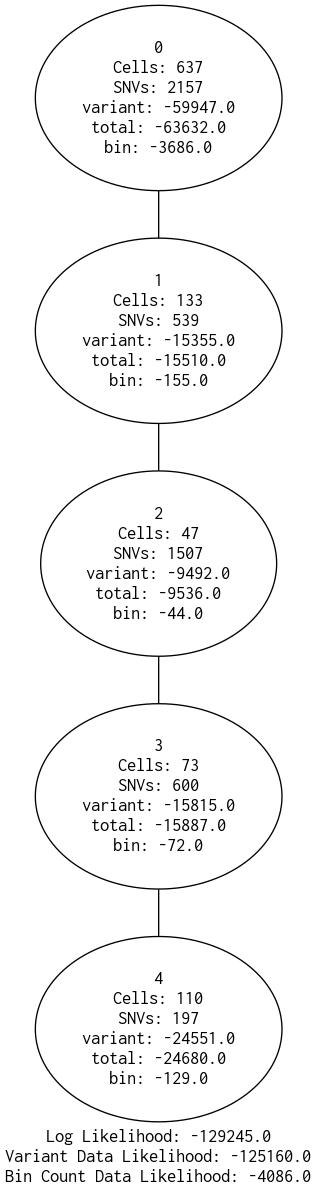 0
Cells: 637
SNVs: 2157
variant: -59947.0
total: -63632.0
bin: -3686.0
1
Cells: 133
SNVs: 539
variant: -15355.0
total: -15510.0
bin: -155.0
2
Cells: 47
SNVs: 1507
variant: -9492.0
total: -9536.0
bin: -44.0
3
Cells: 73
SNVs: 600
variant: -15815.0
total: -15887.0
bin: -72.0
4
Cells: 110
SNVs: 197
variant: -24551.0
total: -24680.0
bin: -129.0
Log Likelihood: -129245.0
Variant Data Likelihood: -125160.0
Bin Count Data Likelihood: -4086.0